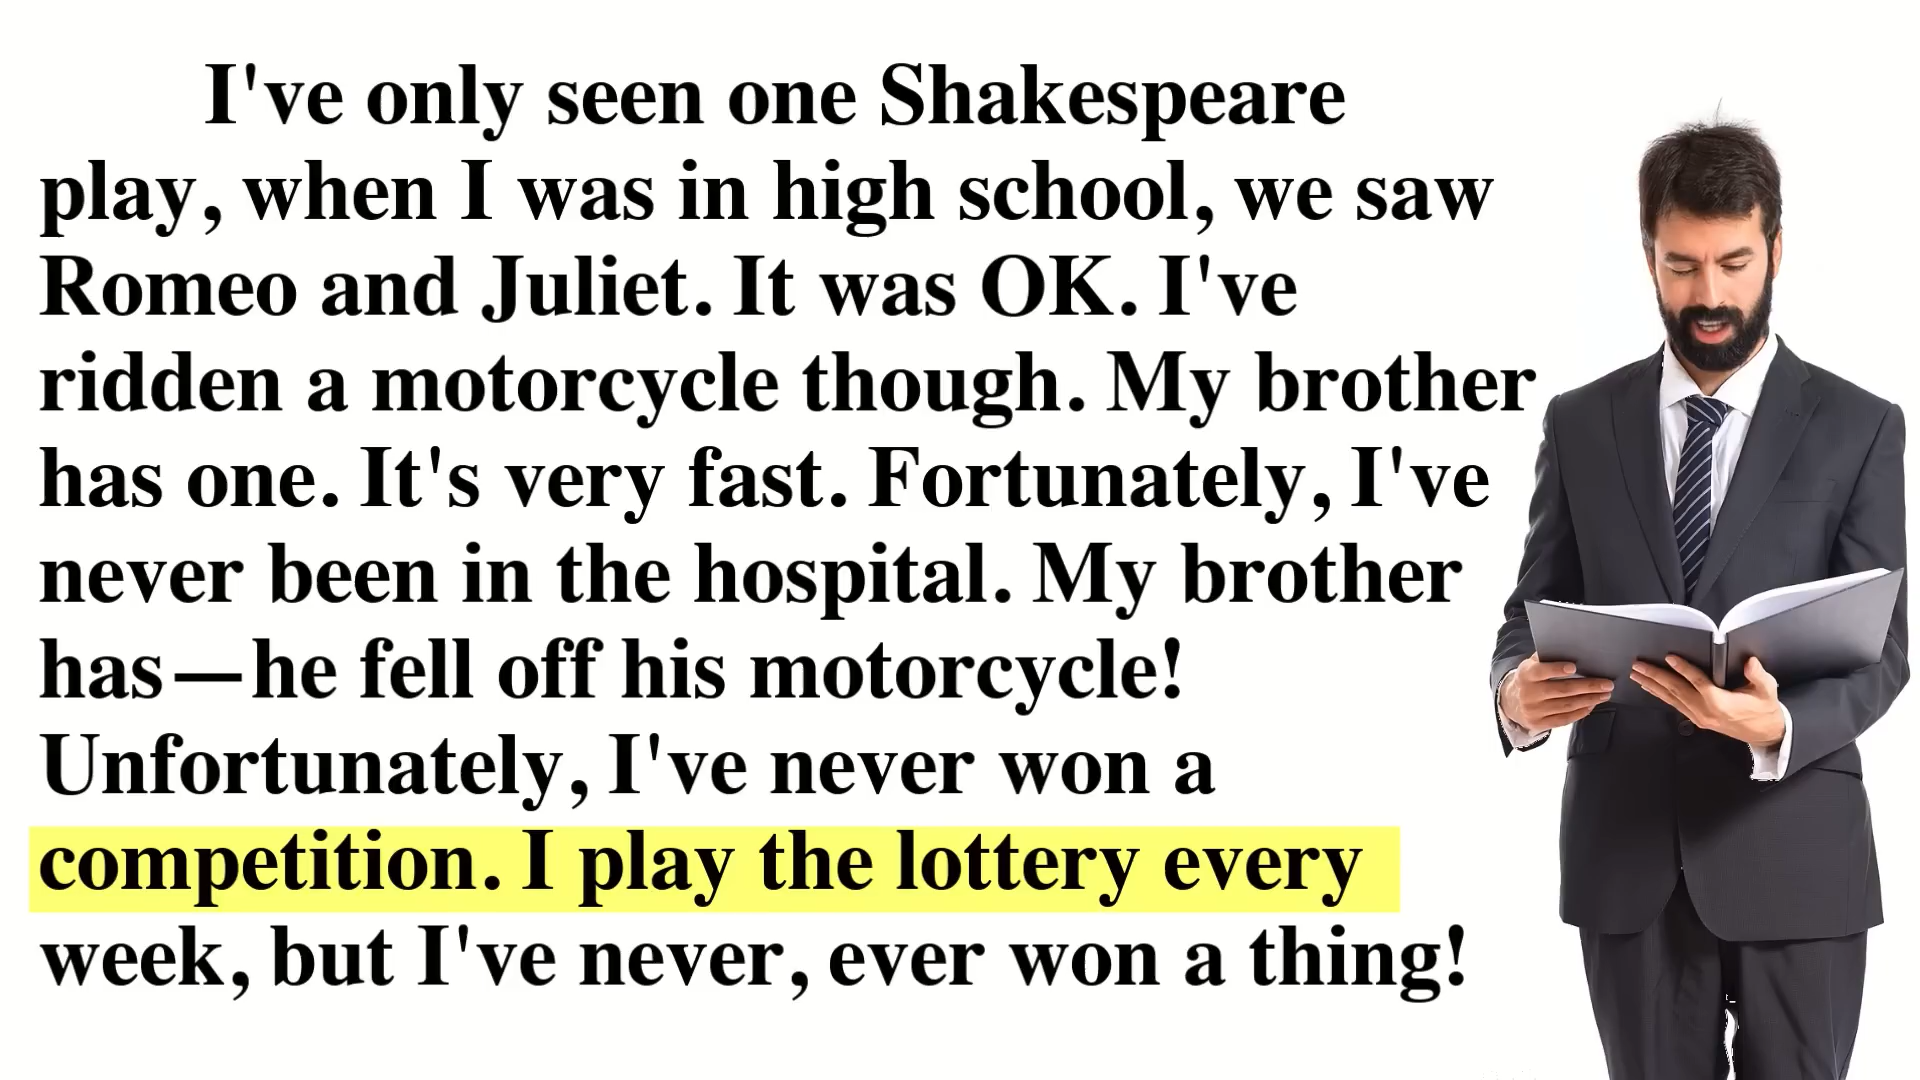 I've only seen one Shakespeare
play, when I was in high school, we saw
Romeo and Juliet. It was OK. I've
ridden a motorcycle though. My brother
has one. It's very fast. Fortunately, I've
never been in the hospital. My brother
has—he fell off his motorcycle!
Unfortunately, I've never won a
competition. I play the lottery every
week, but I've never, ever won a thing!